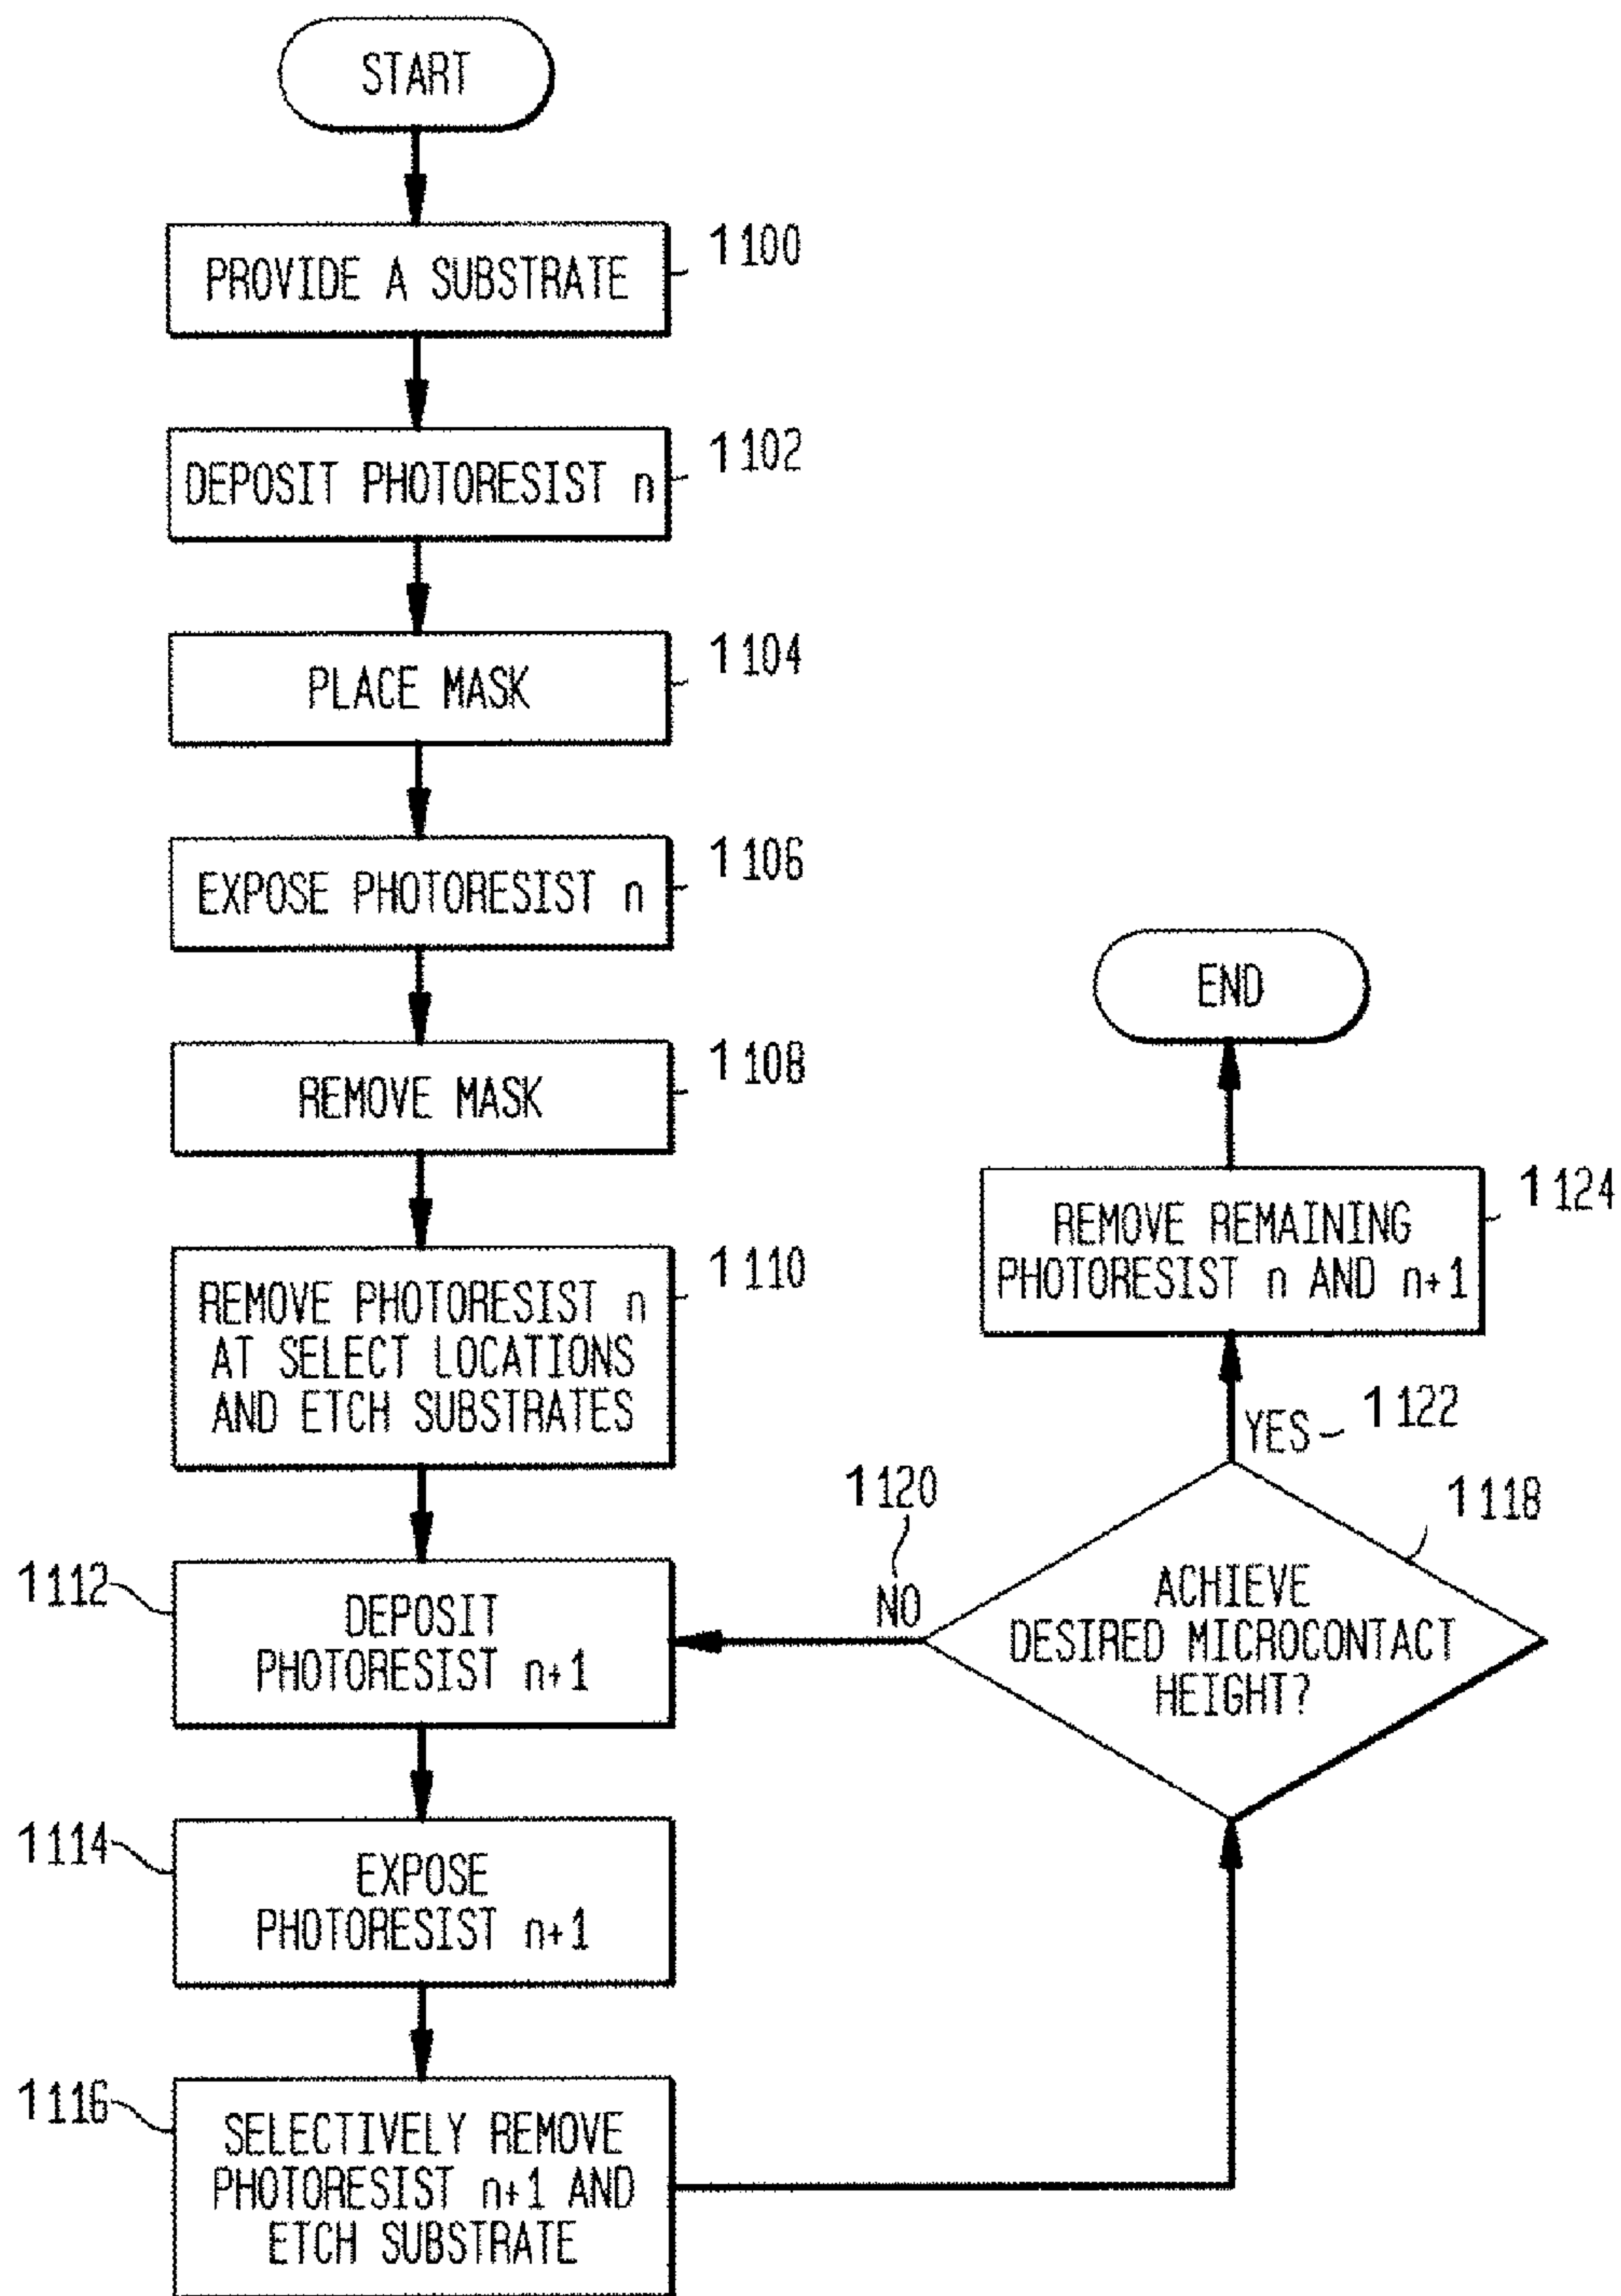 START
PROVIDE A SUBSTRATE
1100
DEPOSIT PHOTORESIST n
1102
PLACE MASK
1104
EXPOSE PHOTORESIST n
1106
REMOVE MASK
1108
REMOVE PHOTORESIST n
AT SELECT LOCATIONS
AND ETCH SUBSTRATES
1110
1112
DEPOSIT
PHOTORESIST n+1
1114
EXPOSE
PHOTORESIST n+1
1116
SELECTIVELY REMOVE
PHOTORESIST n+1 AND
ETCH SUBSTRATE
ACHIEVE
DESIRED MICROCONTACT
HEIGHT?
1118
1120
NO
YES
1122
REMOVE REMAINING
PHOTORESIST n AND n+1
1124
END